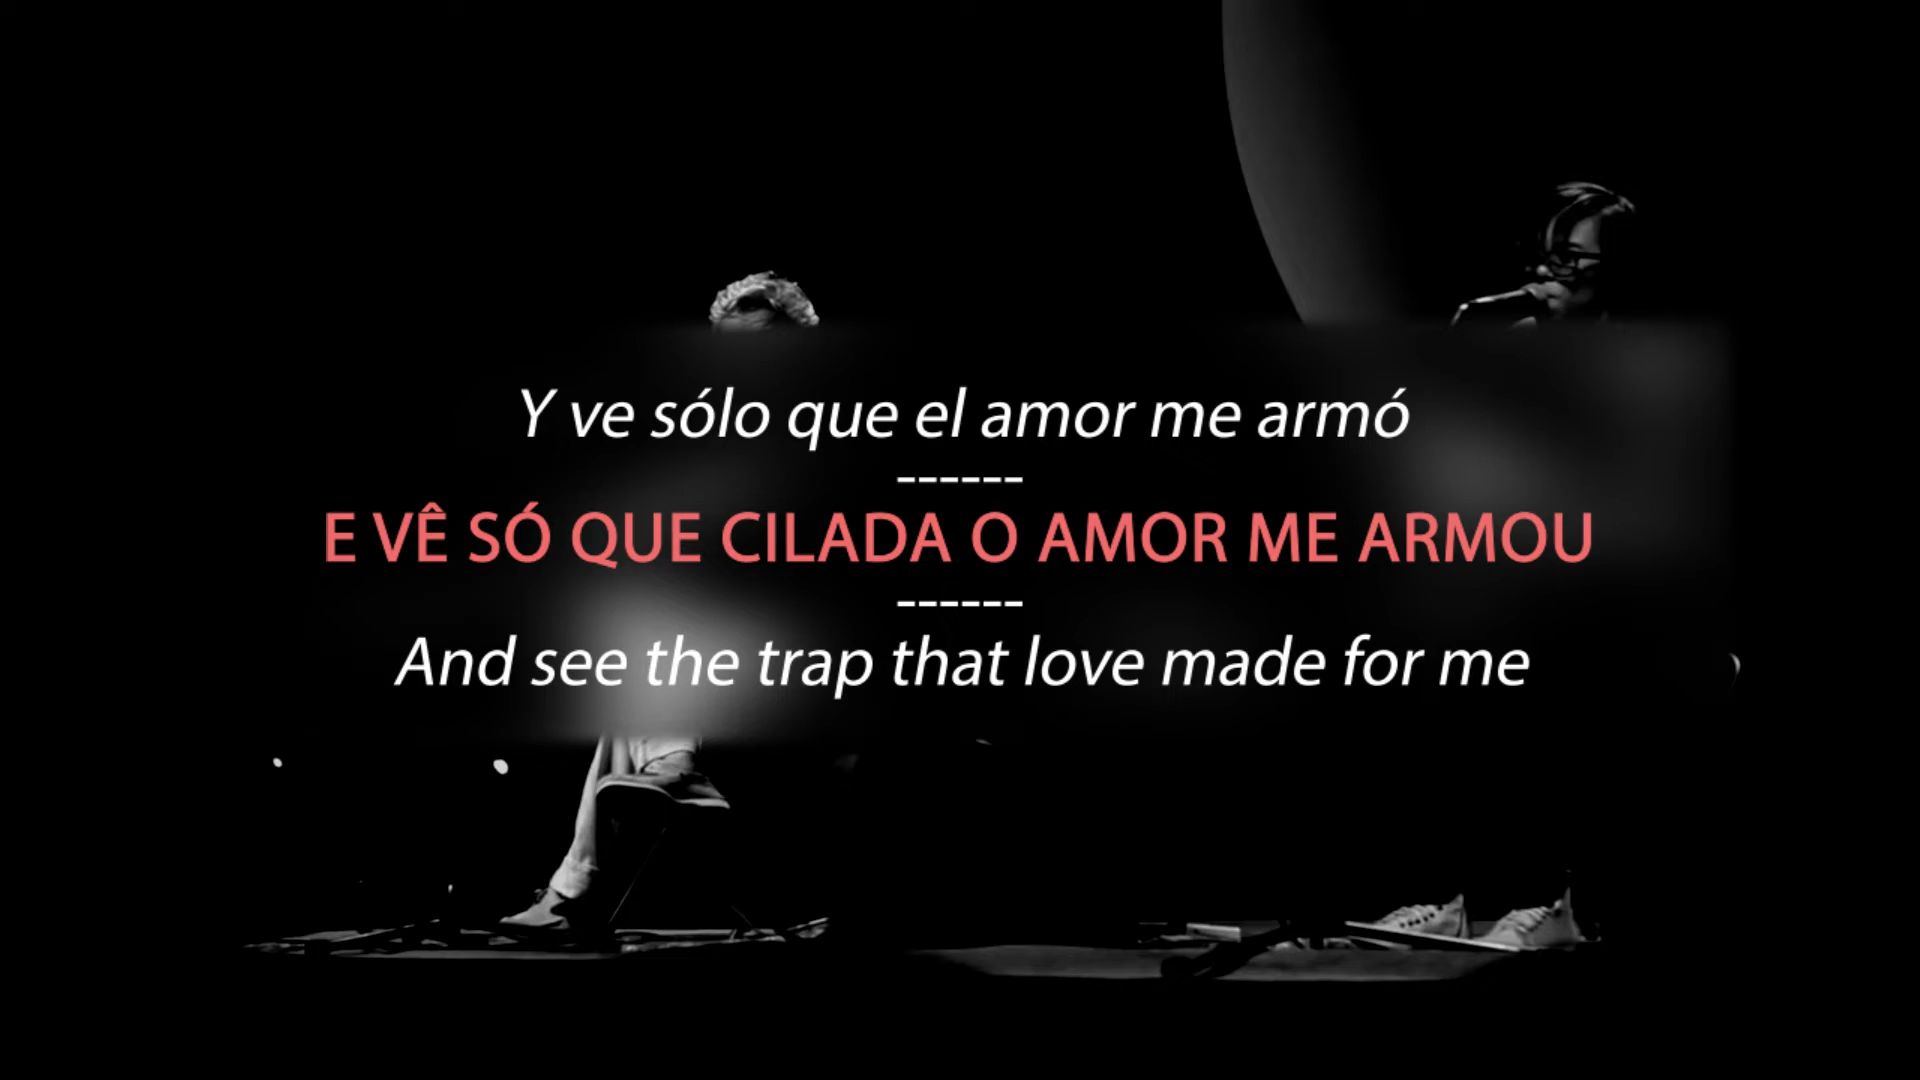 Y ve sólo que el amor me armó
------
E VÊ SÓ QUE CILADA O AMOR ME ARMOU
------
And see the trap that love made for me